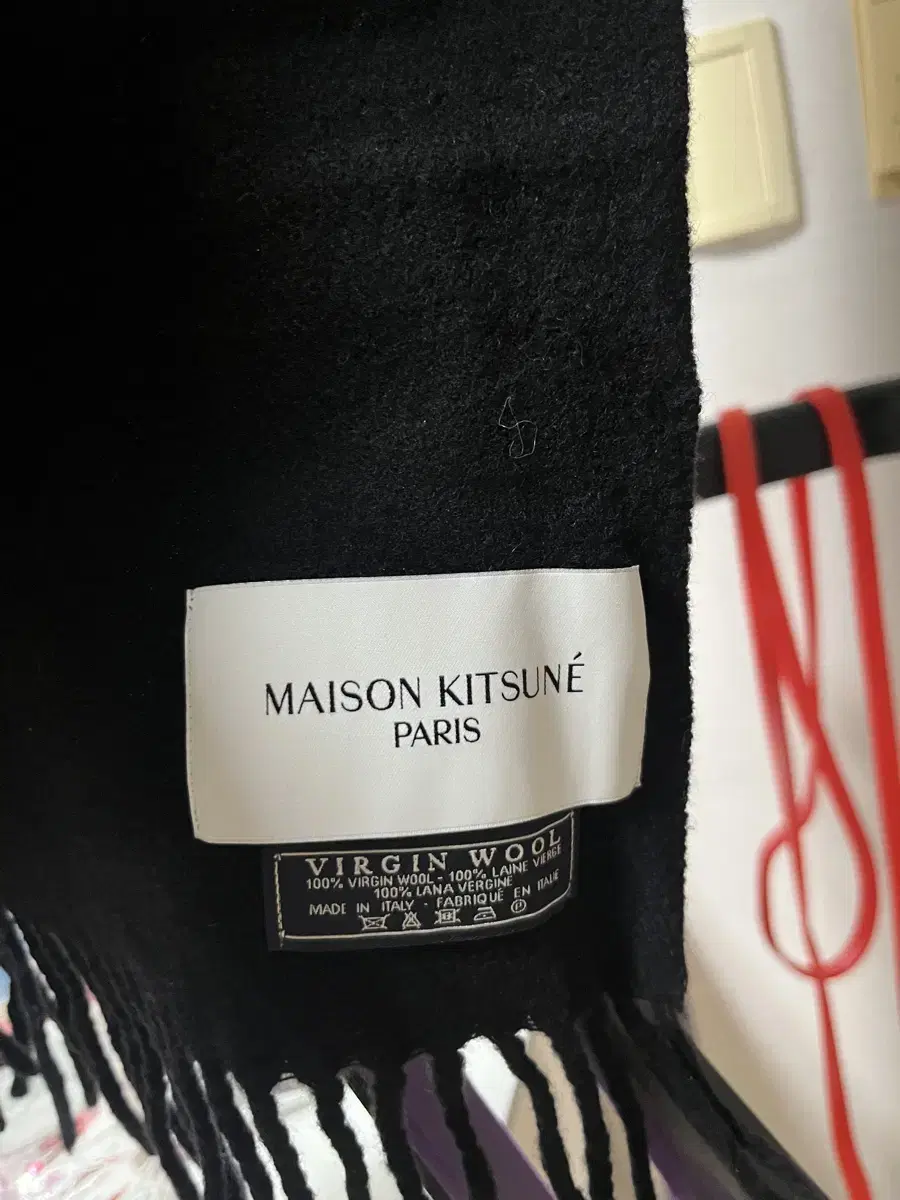 MAISON KITSUNÉ
PARIS
VIRGIN WOOL
100% VIRGIN WOOL - 100% LAINE VIERGE
100% LANA VERGINE
MADE IN ITALY - FABRIQUÉ EN ITALIE